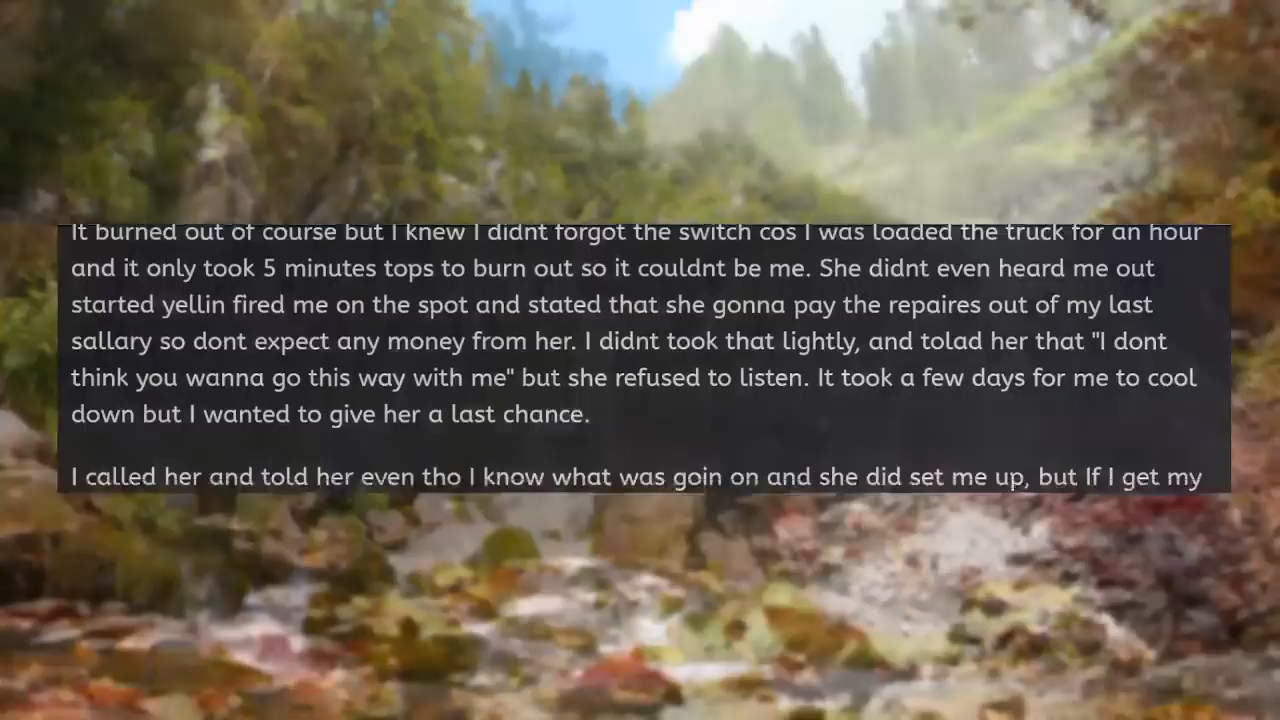 It burned out of course but I knew I didnt forgot the switch cos I was loaded the truck for an hour
and it only took 5 minutes tops to burn out so it couldnt be me. She didnt even heard me out
started yellin fired me on the spot and stated that she gonna pay the repaires out of my last
sallary so dont expect any money from her. I didnt took that lightly, and tolad her that "I dont
think you wanna go this way with me" but she refused to listen. It took a few days for me to cool
down but I wanted to give her a last chance.
I called her and told her even tho I know what was goin on and she did set me up, but If I get my